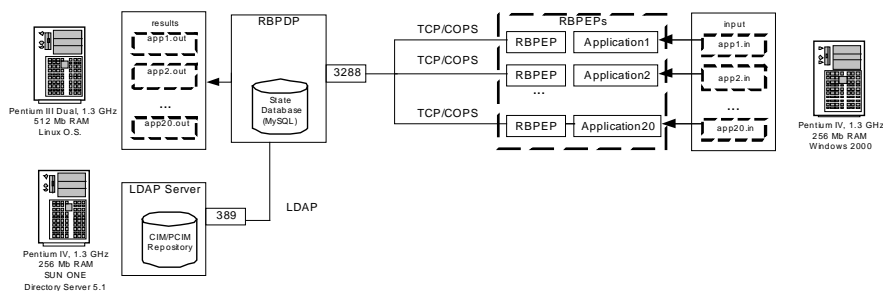 results
app1.out
app2.out
...
app20.out
Pentium III Dual, 1.3 GHz
512 Mb RAM
Linux O.S.
RBPDP
State
Database
(MySQL)
3288
TCP/COPS
TCP/COPS
TCP/COPS
RBPEPs
RBPEP
Application1
RBPEP
Application2
...
RBPEP
Application20
input
app1.in
app2.in
...
app20.in
Pentium IV, 1.3 GHz
256 Mb RAM
Windows 2000
LDAP Server
CIM/PCIM
Repository
389
LDAP
Pentium IV, 1.3 GHz
256 Mb RAM
SUN ONE
Directory Server 5.1